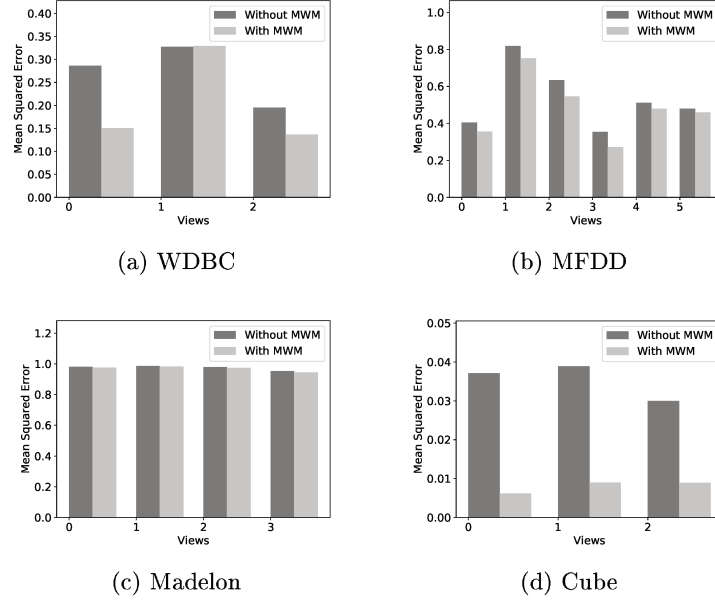 0.40
0.35
0.30
0.25
0.20
0.15
0.10
0.05
0.00
Mean Squared Error
Without MWM
With MWM
0 1 2
Views
(a) WDBC
1.0
0.8
0.6
0.4
0.2
0.0
Mean Squared Error
Without MWM
With MWM
0 1 2 3 4 5
Views
(b) MFDD
1.2
1.0
0.8
0.6
0.4
0.2
0.0
Mean Squared Error
Without MWM
With MWM
0 1 2 3
Views
(c) Madelon
0.05
0.04
0.03
0.02
0.01
0.00
Mean Squared Error
Without MWM
With MWM
0 1 2
Views
(d) Cube